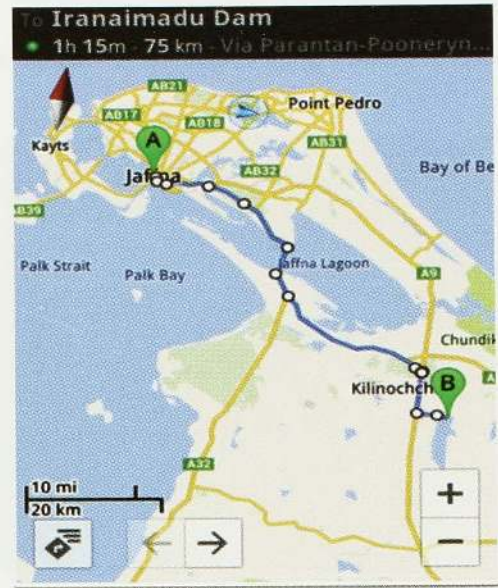 To Iranaimadu Dam
1h 15m - 75 km - Via Parantan-Pooneryn...
AB21
Point Pedro
AB17
AB18
Kayts
A
AB31
Jaffna
AB32
Bay of Be
AB39
Palk Strait
Palk Bay
Jaffna Lagoon
A9
Chundik
Kilinochch
B
A
A32
10 mi
20 km
+
−